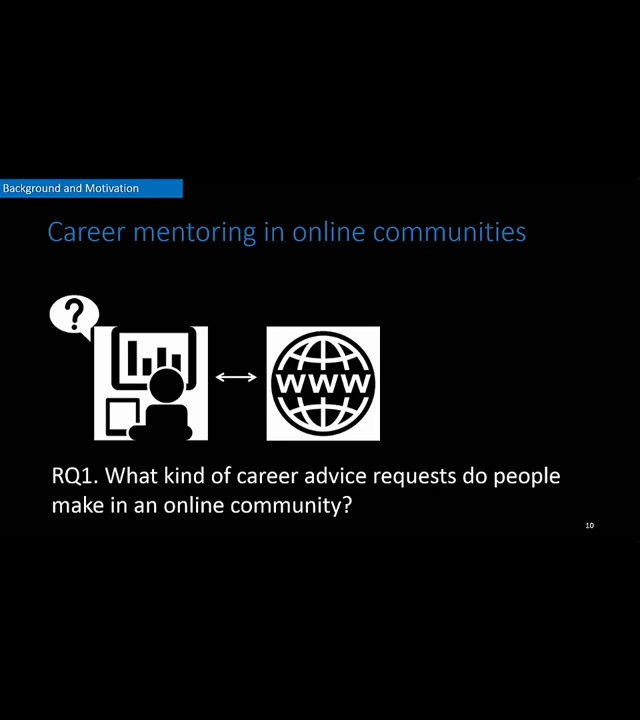 Background and Motivation
Career mentoring in online communities
?
WWW
RQ1. What kind of career advice requests do people
make in an online community?
10